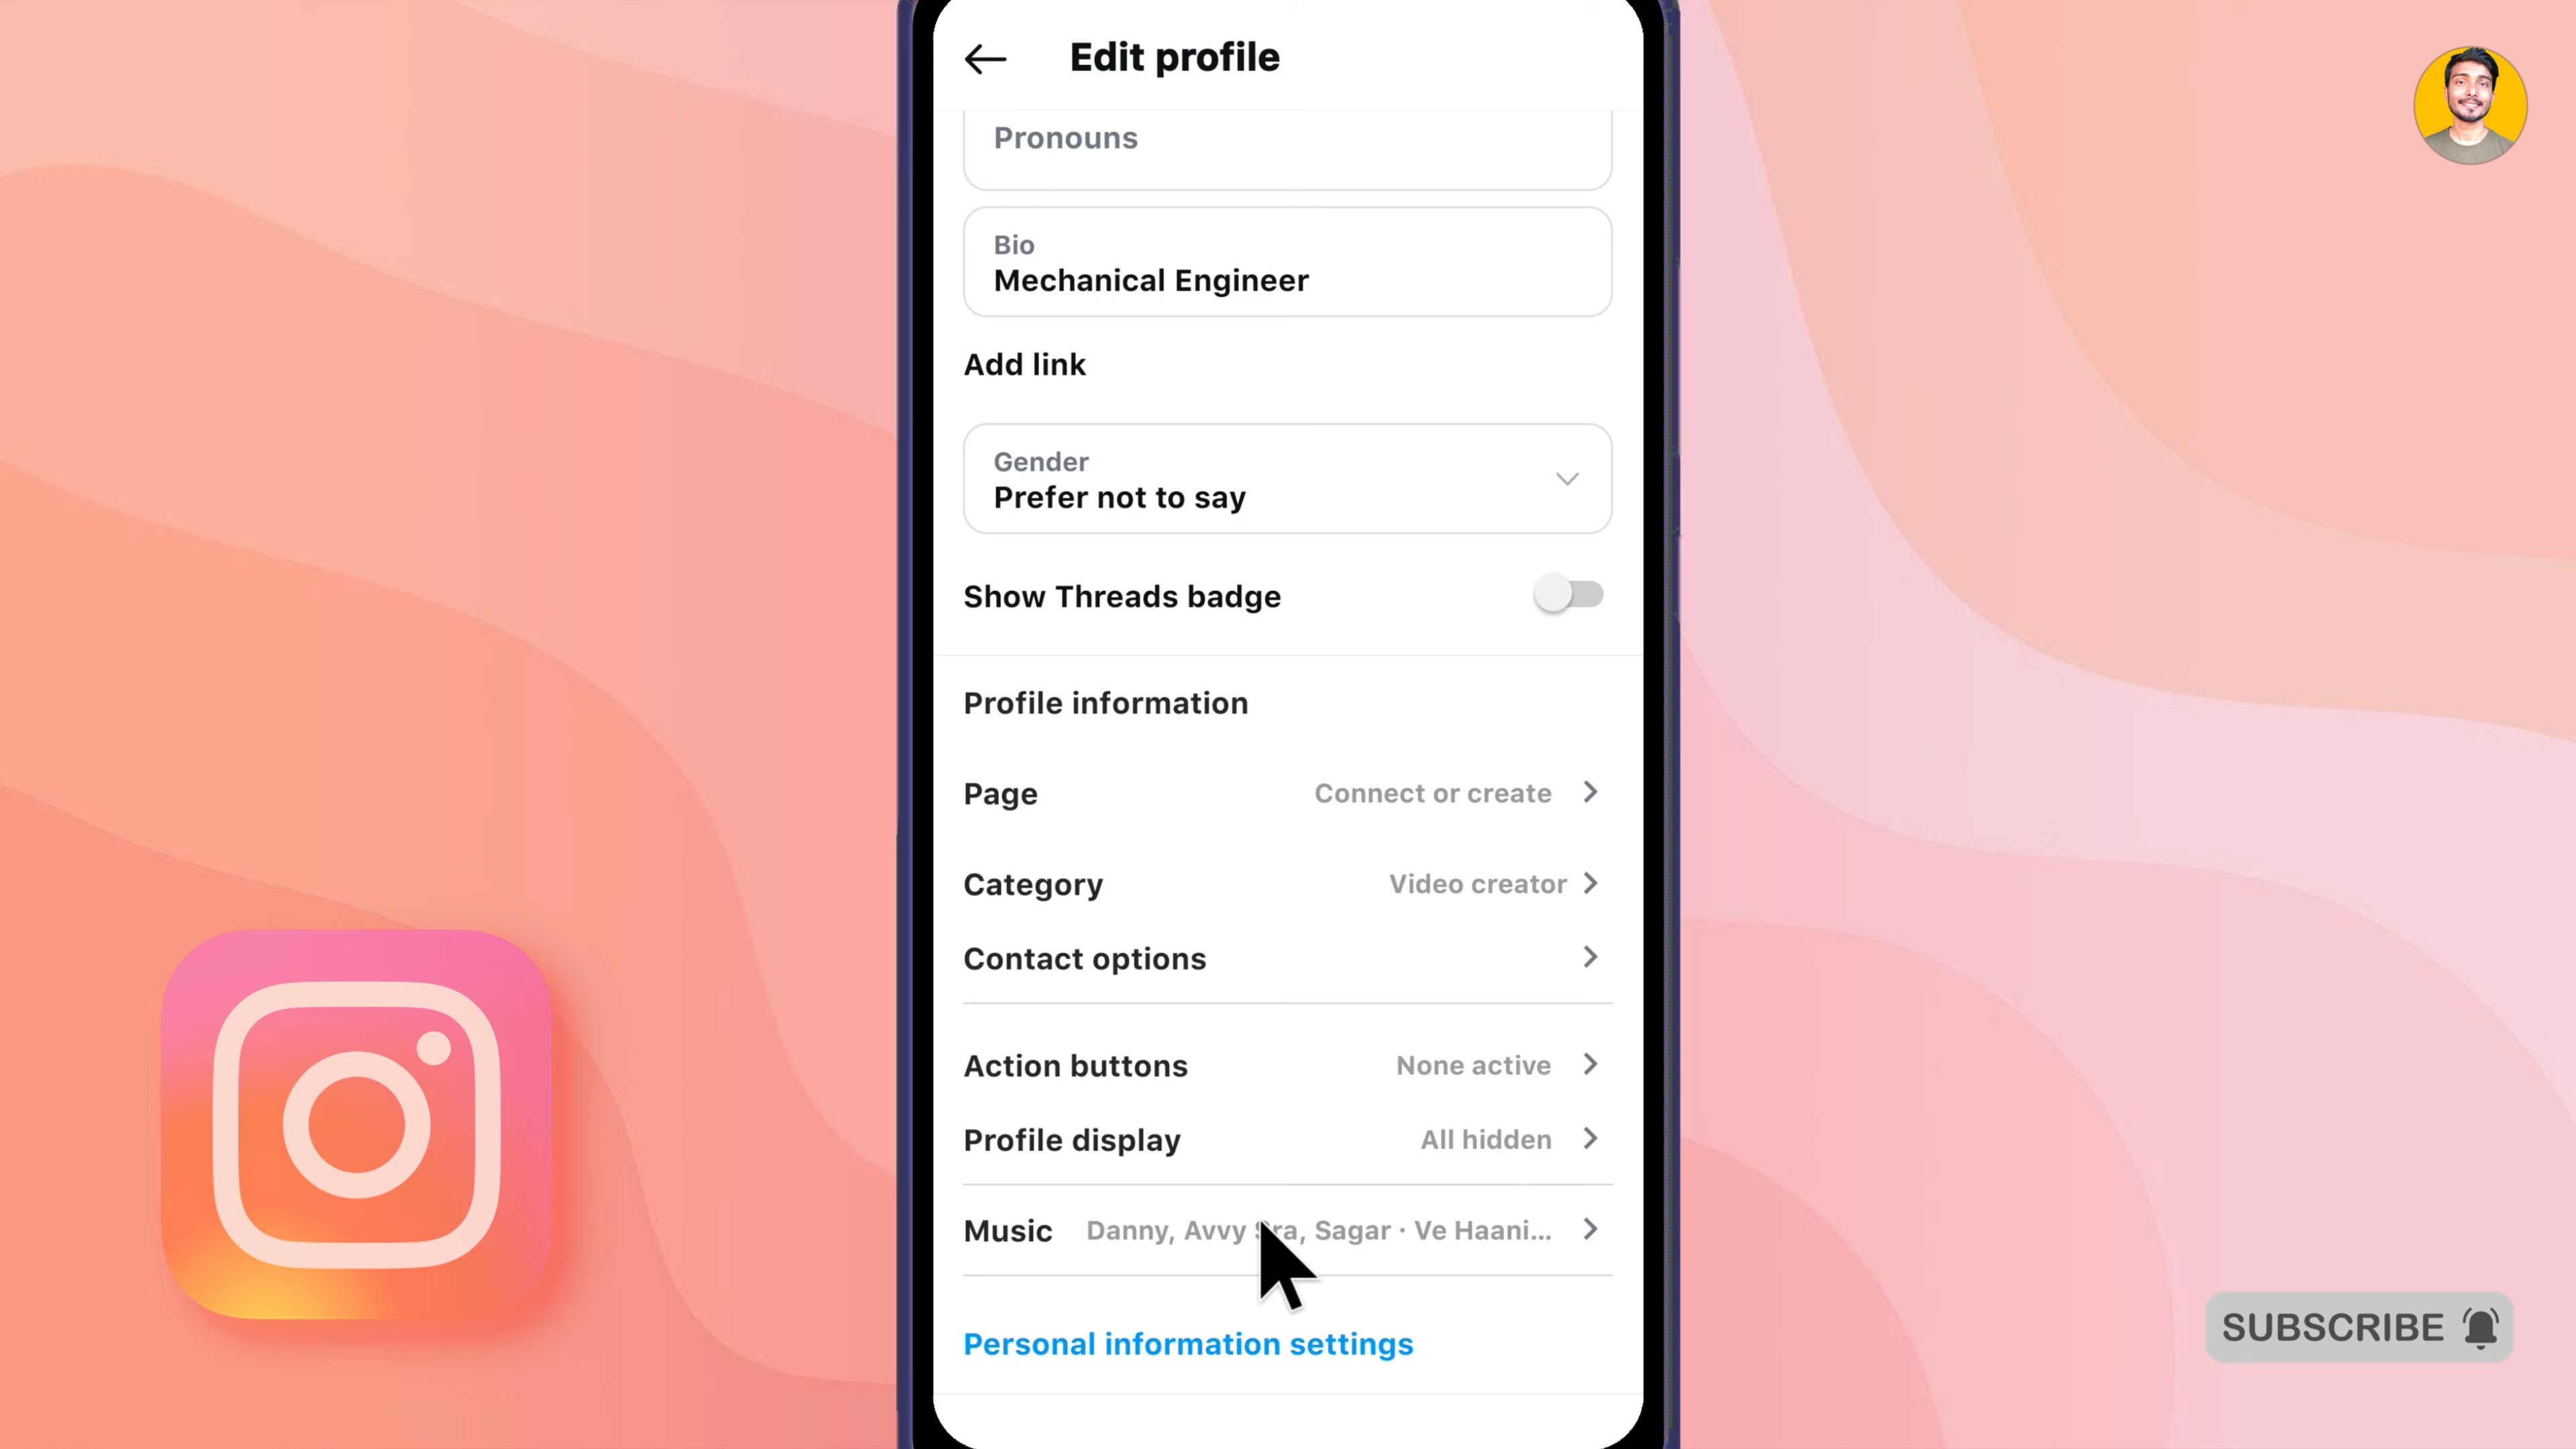 Edit profile
Pronouns
Bio
Mechanical Engineer
Add link
Gender
Prefer not to say
Show Threads badge
Profile information
Page Connect or create
Category Video creator
Contact options
Action buttons None active
Profile display All hidden
Music Danny, Avvy Sra, Sagar · Ve Haani...
Personal information settings
SUBSCRIBE